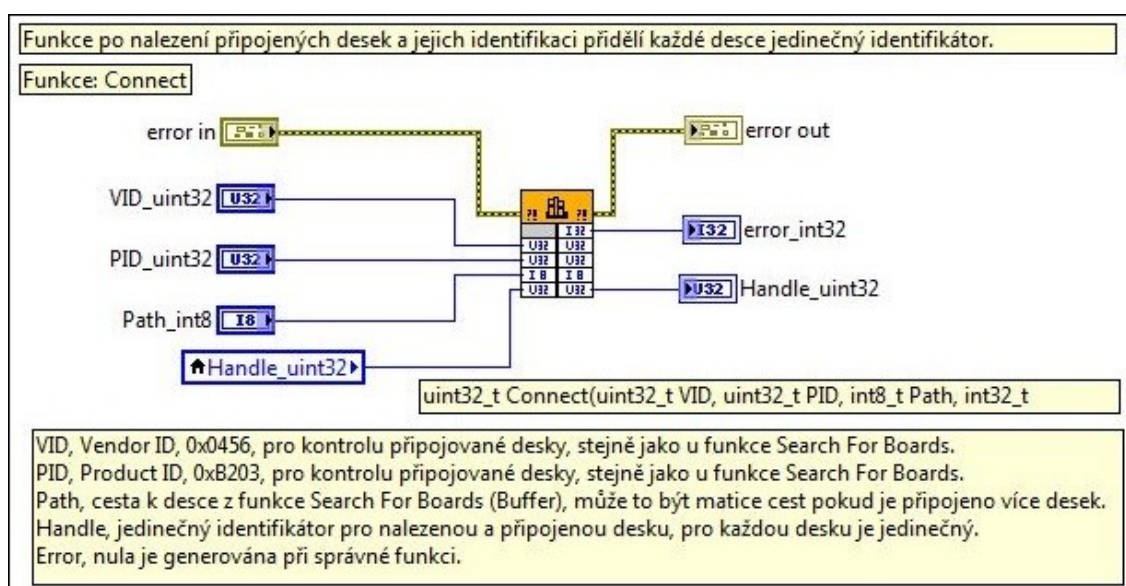 Funkce po nalezení připojených desek a jejich identifikaci přidělí každé desce jedinečný identifikátor.
Funkce: Connect
error in
error out
VID_uint32 U32
?! ?!
I32
I32 error_int32
U32 U32
PID_uint32 U32
U32 U32
I8 I8
U32 U32
U32 Handle_uint32
Path_int8 I8
Handle_uint32
uint32_t Connect(uint32_t VID, uint32_t PID, int8_t Path, int32_t
VID, Vendor ID, 0x0456, pro kontrolu připojované desky, stejně jako u funkce Search For Boards.
PID, Product ID, 0xB203, pro kontrolu připojované desky, stejně jako u funkce Search For Boards.
Path, cesta k desce z funkce Search For Boards (Buffer), může to být matice cest pokud je připojeno více desek.
Handle, jedinečný identifikátor pro nalezenou a připojenou desku, pro každou desku je jedinečný.
Error, nula je generována při správné funkci.